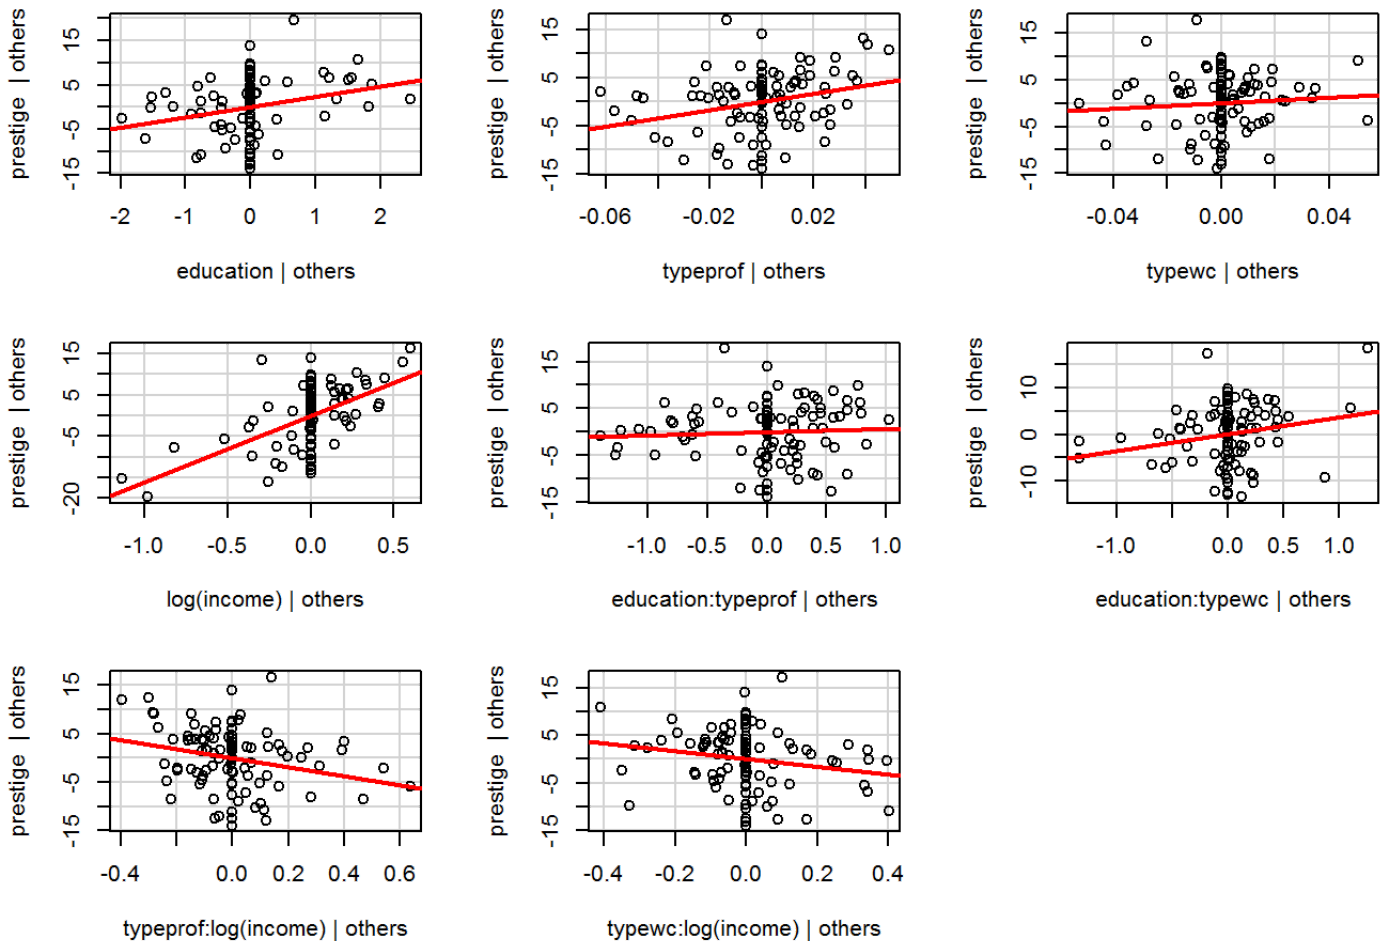 prestige | others
15
5
-5
-15
-2 -1 0 1 2
education | others
prestige | others
15
5
-5
-15
-0.06 -0.02 0.02
typeprof | others
prestige | others
15
5
-5
-15
-0.04 0.00 0.04
typewc | others
prestige | others
15
5
-5
-20
-1.0 -0.5 0.0 0.5
log(income) | others
prestige | others
15
5
-5
-15
-1.0 -0.5 0.0 0.5 1.0
education:typeprof | others
prestige | others
10
0
-10
-1.0 0.0 0.5 1.0
education:typewc | others
prestige | others
15
5
-5
-15
-0.4 0.0 0.2 0.4 0.6
typeprof:log(income) | others
prestige | others
15
5
-5
-15
-0.4 -0.2 0.0 0.2 0.4
typewc:log(income) | others